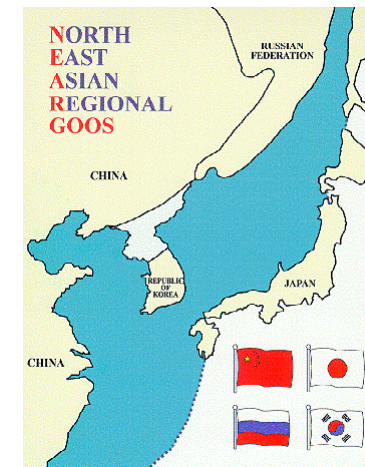 NORTH
EAST
ASIAN
REGIONAL
GOOS
RUSSIAN
FEDERATION
CHINA
REPUBLIC
OF
KOREA
JAPAN
CHINA